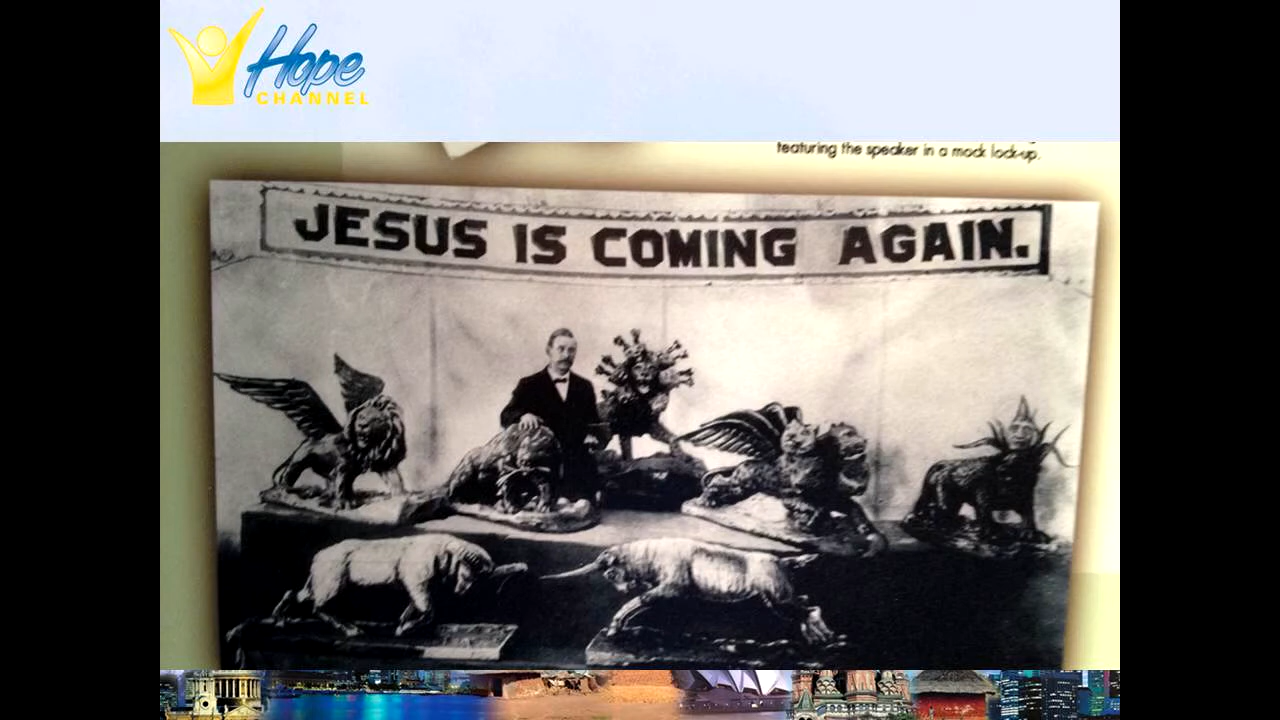 Hope
CHANNEL
featuring the speaker in a mock lock-up.
JESUS IS COMING AGAIN.